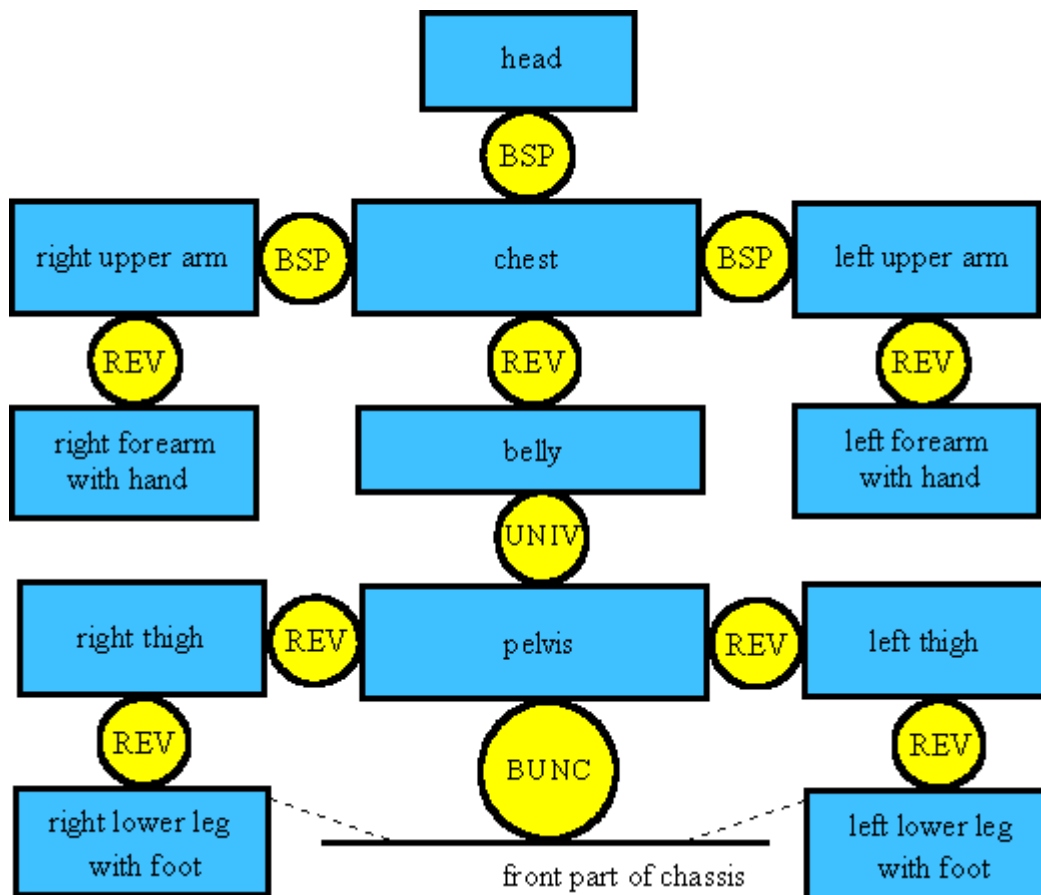 head
BSP
right upper arm
BSP
chest
BSP
left upper arm
REV
REV
REV
right forearm
with hand
belly
left forearm
with hand
UNIV
right thigh
REV
pelvis
REV
left thigh
REV
BUNC
REV
right lower leg
with foot
left lower leg
with foot
front part of chassis